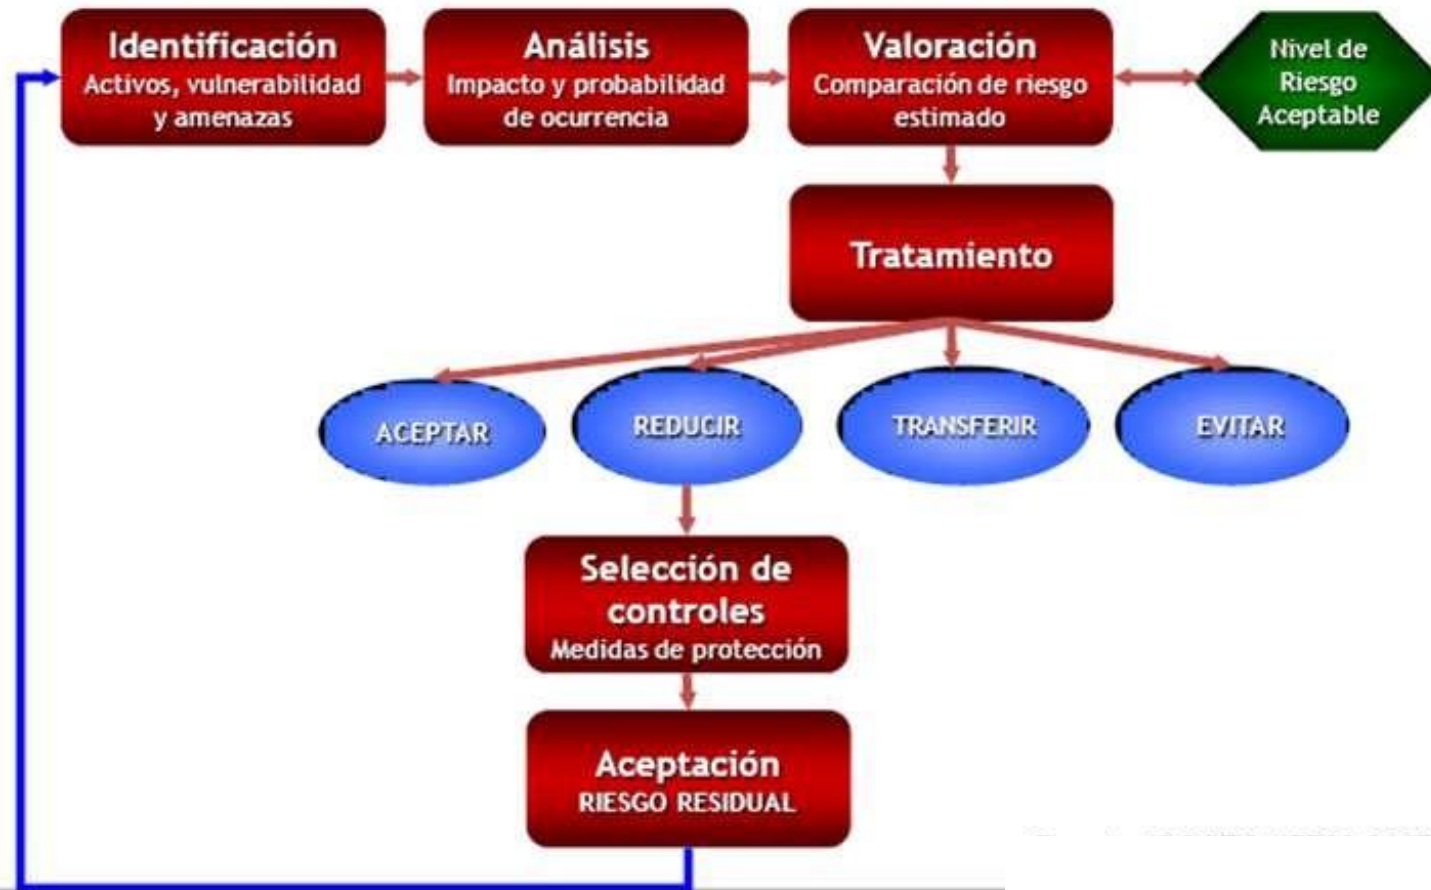 Identificación
Activos, vulnerabilidad
y amenazas
Análisis
Impacto y probabilidad
de ocurrencia
Valoración
Comparación de riesgo
estimado
Nivel de
Riesgo
Aceptable
Tratamiento
ACEPTAR
REDUCIR
TRANSFERIR
EVITAR
Selección de
controles
Medidas de protección
Aceptación
RIESGO RESIDUAL